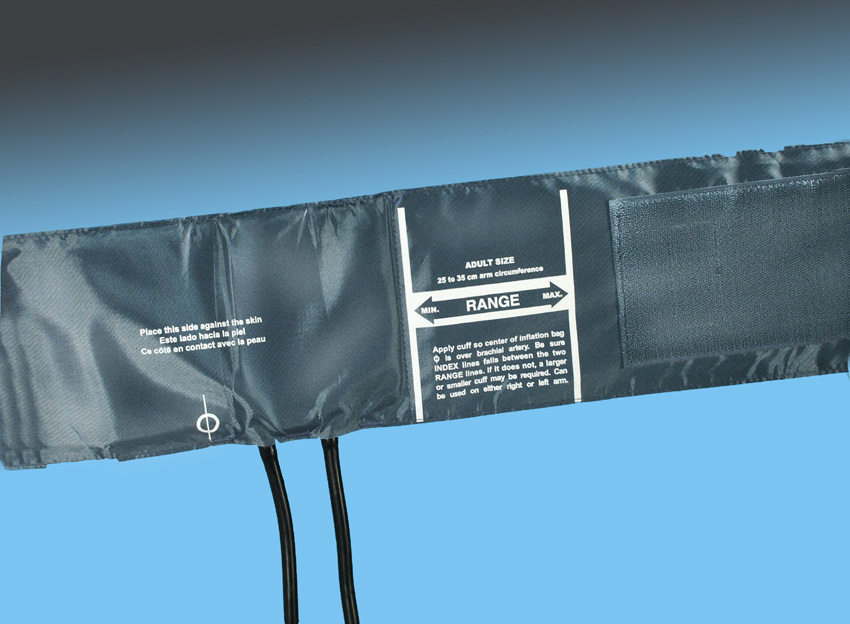 Place this side against the skin
Este lado hacia la piel
Ce côté en contact avec la peau
ADULT SIZE
25 to 35 cm arm circumference
MIN. RANGE MAX.
Apply cuff so center of inflation bag
ϕ is over brachial artery. Be sure
INDEX lines falls between the two
RANGE lines. If it does not, a larger
or smaller cuff may be required. Can
be used on either right or left arm.